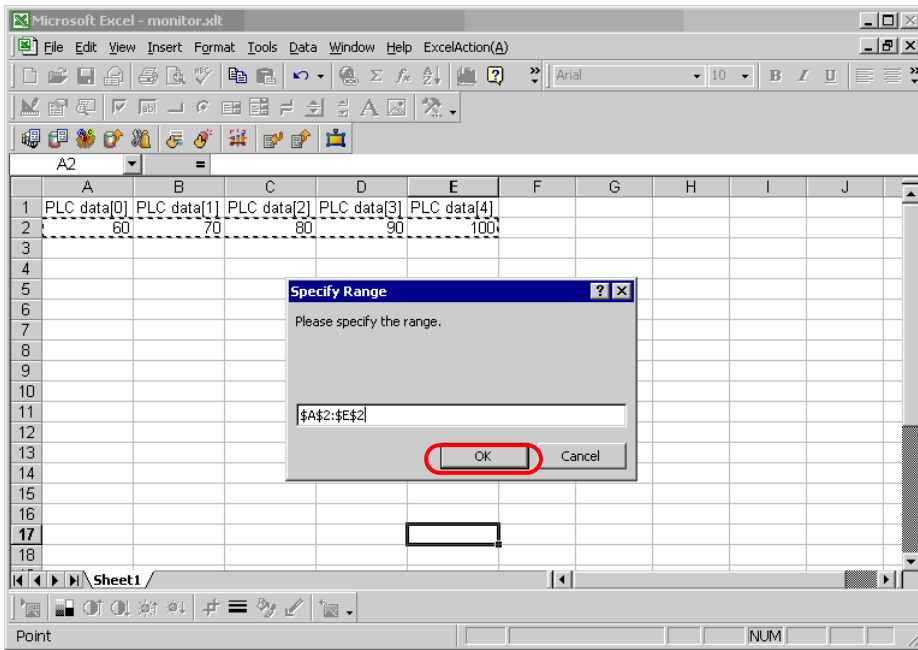 Microsoft Excel - monitor.xlt
File Edit View Insert Format Tools Data Window Help ExcelAction(A)
ABC Σ fx ? » Arial 10 B I U »
ab| A
A2 =
A B C D E F G H I J
1 PLC data[0] PLC data[1] PLC data[2] PLC data[3] PLC data[4]
2 60 70 80 90 100
3
4
5
6
7
8
9
10
11
12
13
14
15
16
17
18
Specify Range
Please specify the range.
$A$2:$E$2
OK Cancel
Sheet1
Point NUM